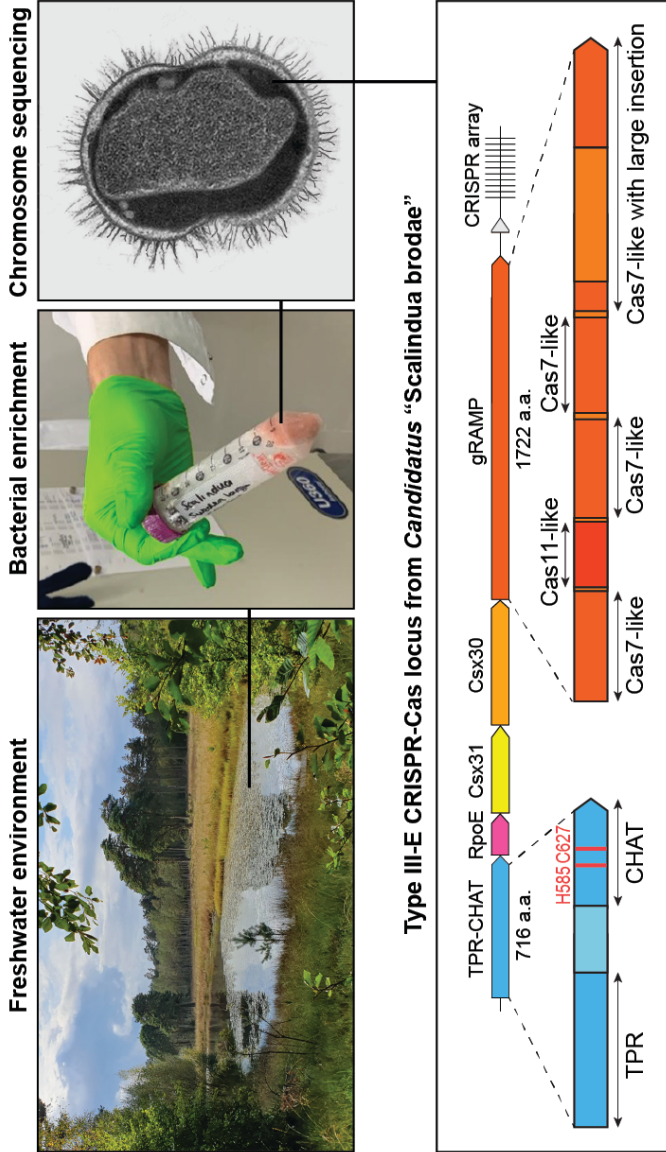 Freshwater environment
Bacterial enrichment
Chromosome sequencing
Scalindua
U360
Type III-E CRISPR-Cas locus from Candidatus “Scalindua brodae”
TPR-CHAT
716 a.a.
RpoE
Csx31
Csx30
gRAMP
1722 a.a.
CRISPR array
H585 C627
TPR
CHAT
Cas7-like
Cas11-like
Cas7-like
Cas7-like
Cas7-like with large insertion